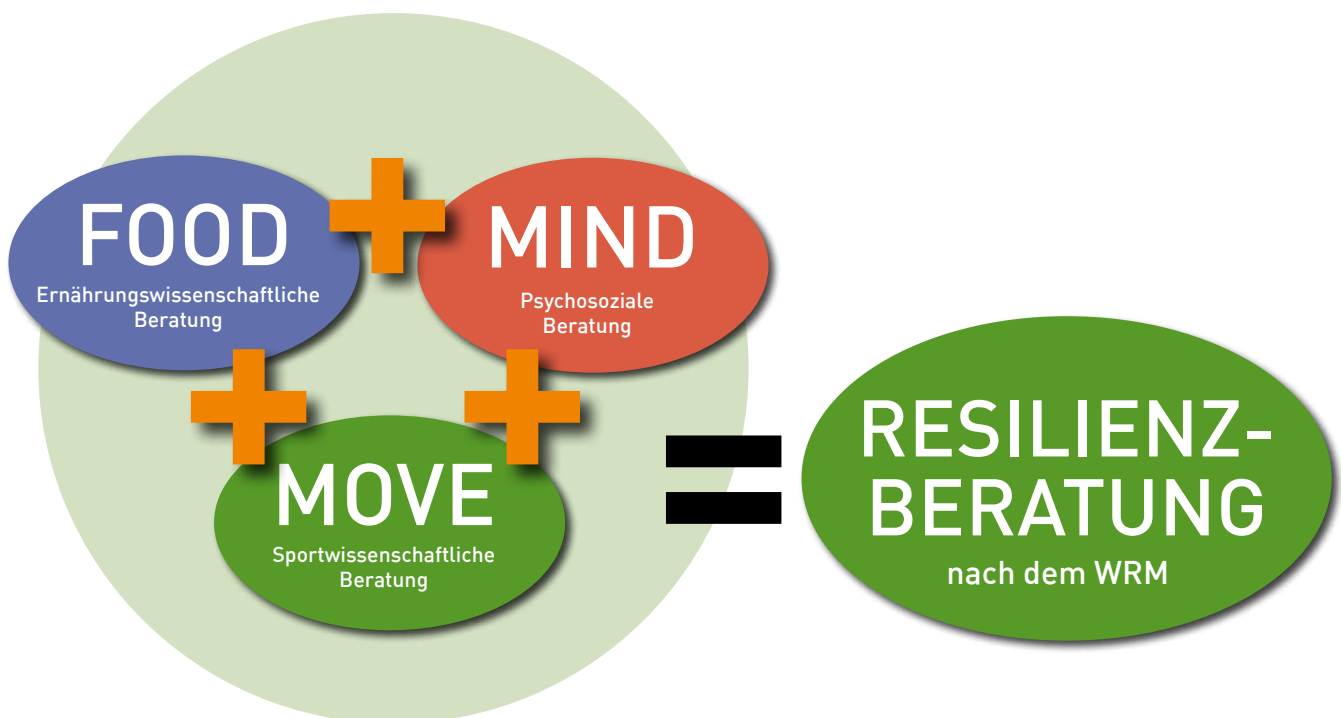 FOOD
Ernährungswissenschaftliche
Beratung
MIND
Psychosoziale
Beratung
MOVE
Sportwissenschaftliche
Beratung
RESILIENZ-
BERATUNG
nach dem WRM